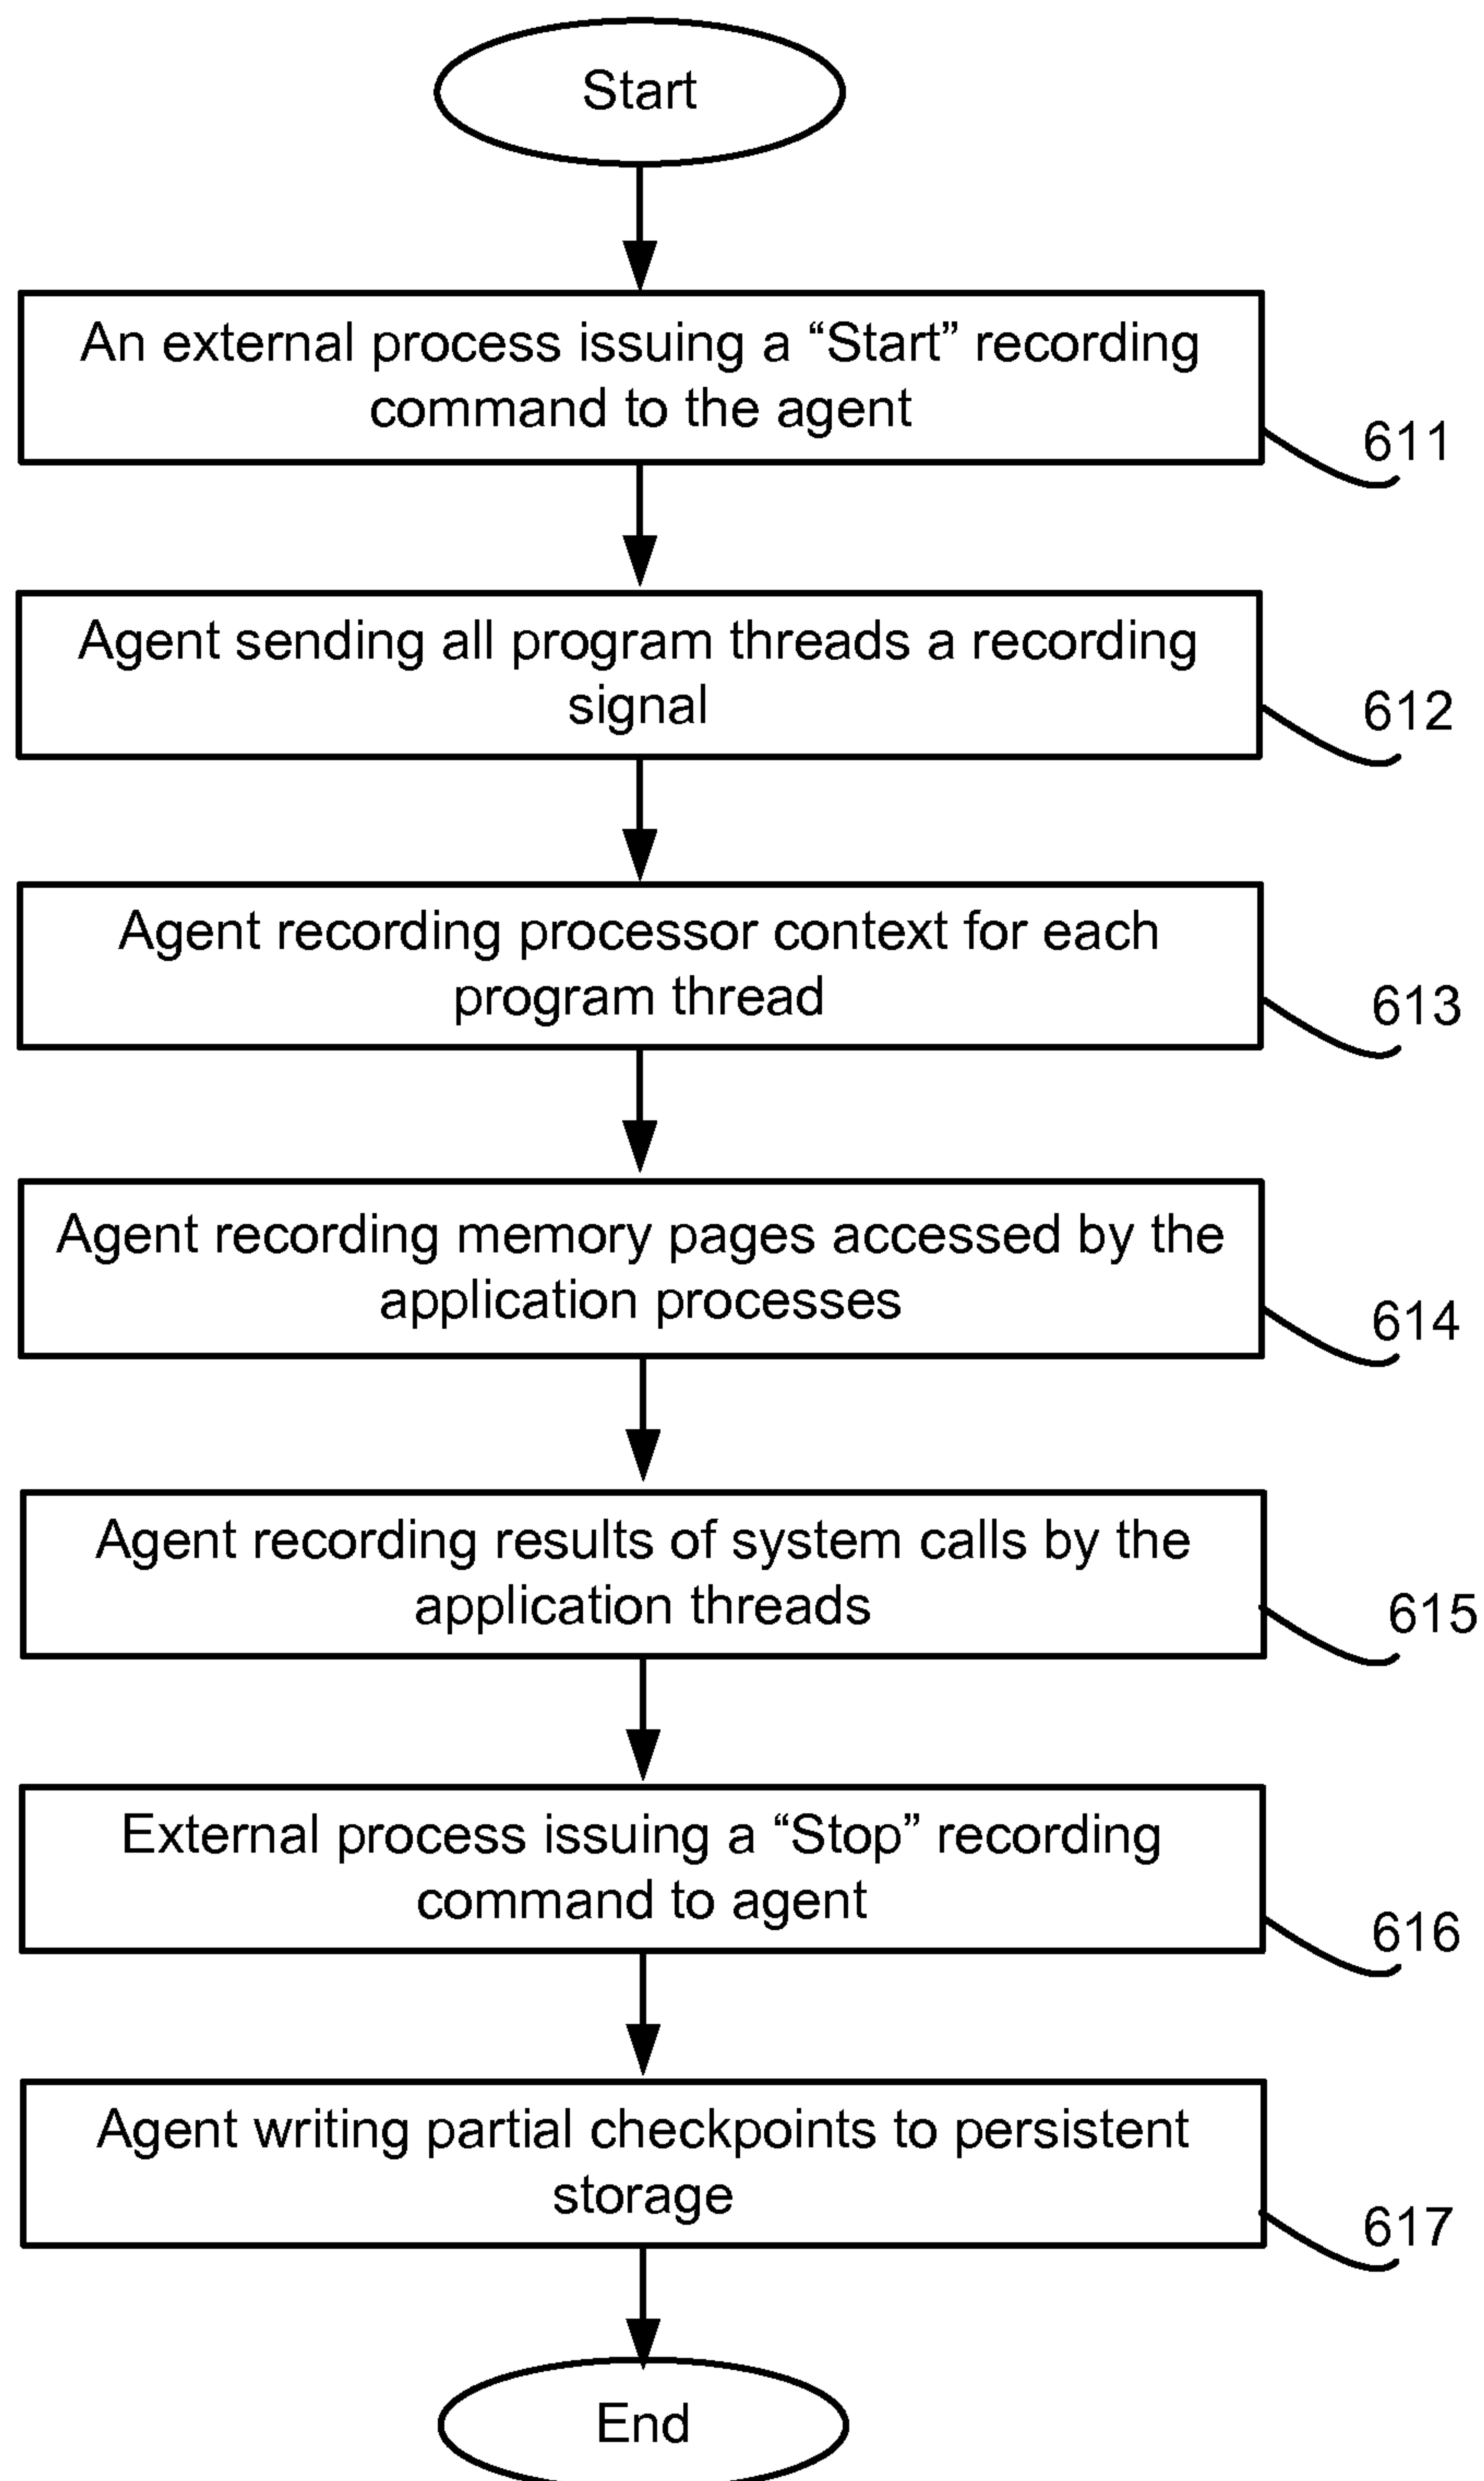 Start
An external process issuing a “Start” recording
command to the agent
611
Agent sending all program threads a recording
signal
612
Agent recording processor context for each
program thread
613
Agent recording memory pages accessed by the
application processes
614
Agent recording results of system calls by the
application threads
615
External process issuing a “Stop” recording
command to agent
616
Agent writing partial checkpoints to persistent
storage
617
End